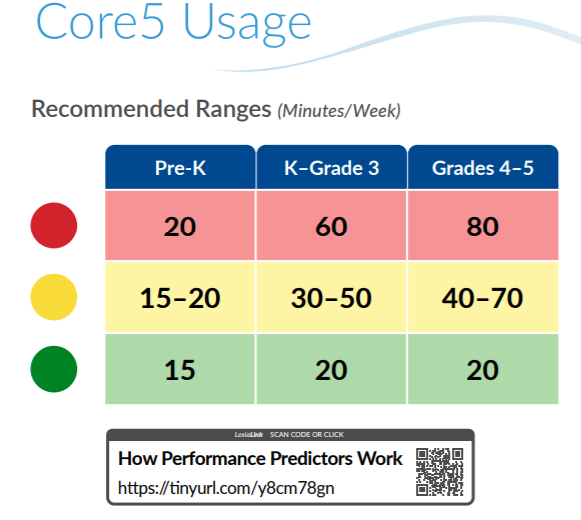 Core5 Usage
Recommended Ranges (Minutes/Week)
Pre-K K–Grade 3 Grades 4–5
20 60 80
15–20 30–50 40–70
15 20 20
LexiaLink SCAN CODE OR CLICK
How Performance Predictors Work
https://tinyurl.com/y8cm78gn